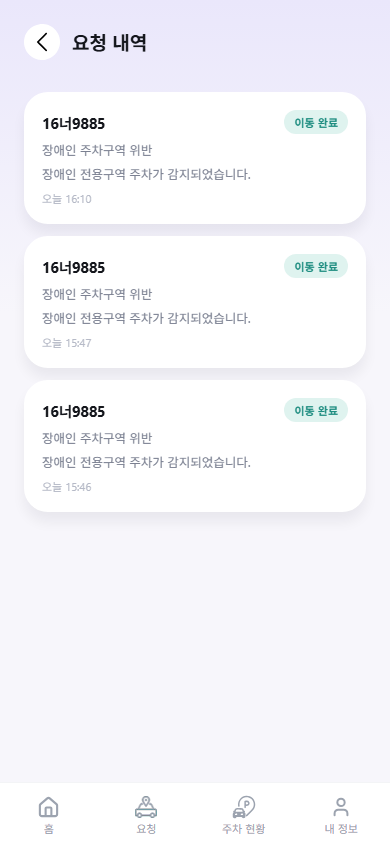 요청 내역
16너9885
이동 완료
장애인 주차구역 위반
장애인 전용구역 주차가 감지되었습니다.
오늘 16:10
16너9885
이동 완료
장애인 주차구역 위반
장애인 전용구역 주차가 감지되었습니다.
오늘 15:47
16너9885
이동 완료
장애인 주차구역 위반
장애인 전용구역 주차가 감지되었습니다.
오늘 15:46
P
홈 요청 주차 현황 내 정보